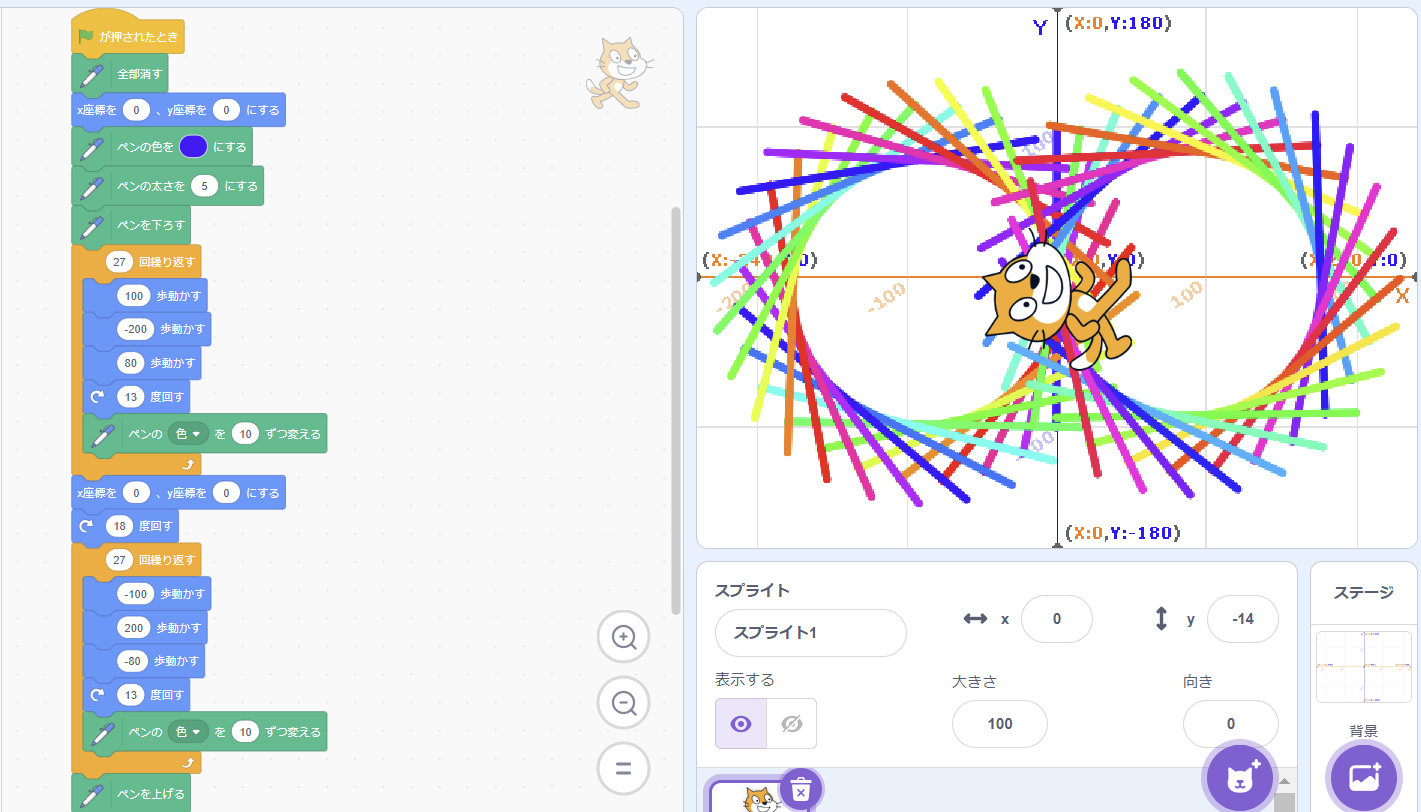 が押されたとき
全部消す
x座標を 0 、y座標を 0 にする
ペンの色を にする
ペンの太さを 5 にする
ペンを下ろす
27 回繰り返す
100 歩動かす
-200 歩動かす
80 歩動かす
13 度回す
ペンの 色 を 10 ずつ変える
x座標を 0 、y座標を 0 にする
18 度回す
27 回繰り返す
-100 歩動かす
200 歩動かす
-80 歩動かす
13 度回す
ペンの 色 を 10 ずつ変える
ペンを上げる
Y (X:0,Y:180)
X
-100
100
(X:0,Y:-180)
スプライト
スプライト1
x 0
y -14
表示する
大きさ
100
向き
0
ステージ
背景